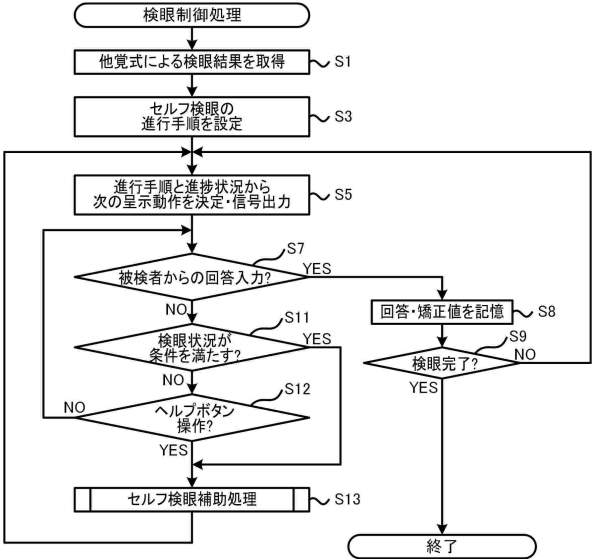 検眼制御処理
他覚式による検眼結果を取得
S1
セルフ検眼の
進行手順を設定
S3
進行手順と進捗状況から
次の呈示動作を決定・信号出力
S5
S7
被検者からの回答入力?
YES
NO
回答・矯正値を記憶
S8
S11
検眼状況が
条件を満たす?
YES
NO
S9
検眼完了?
NO
YES
S12
ヘルプボタン
操作?
NO
YES
セルフ検眼補助処理
S13
終了